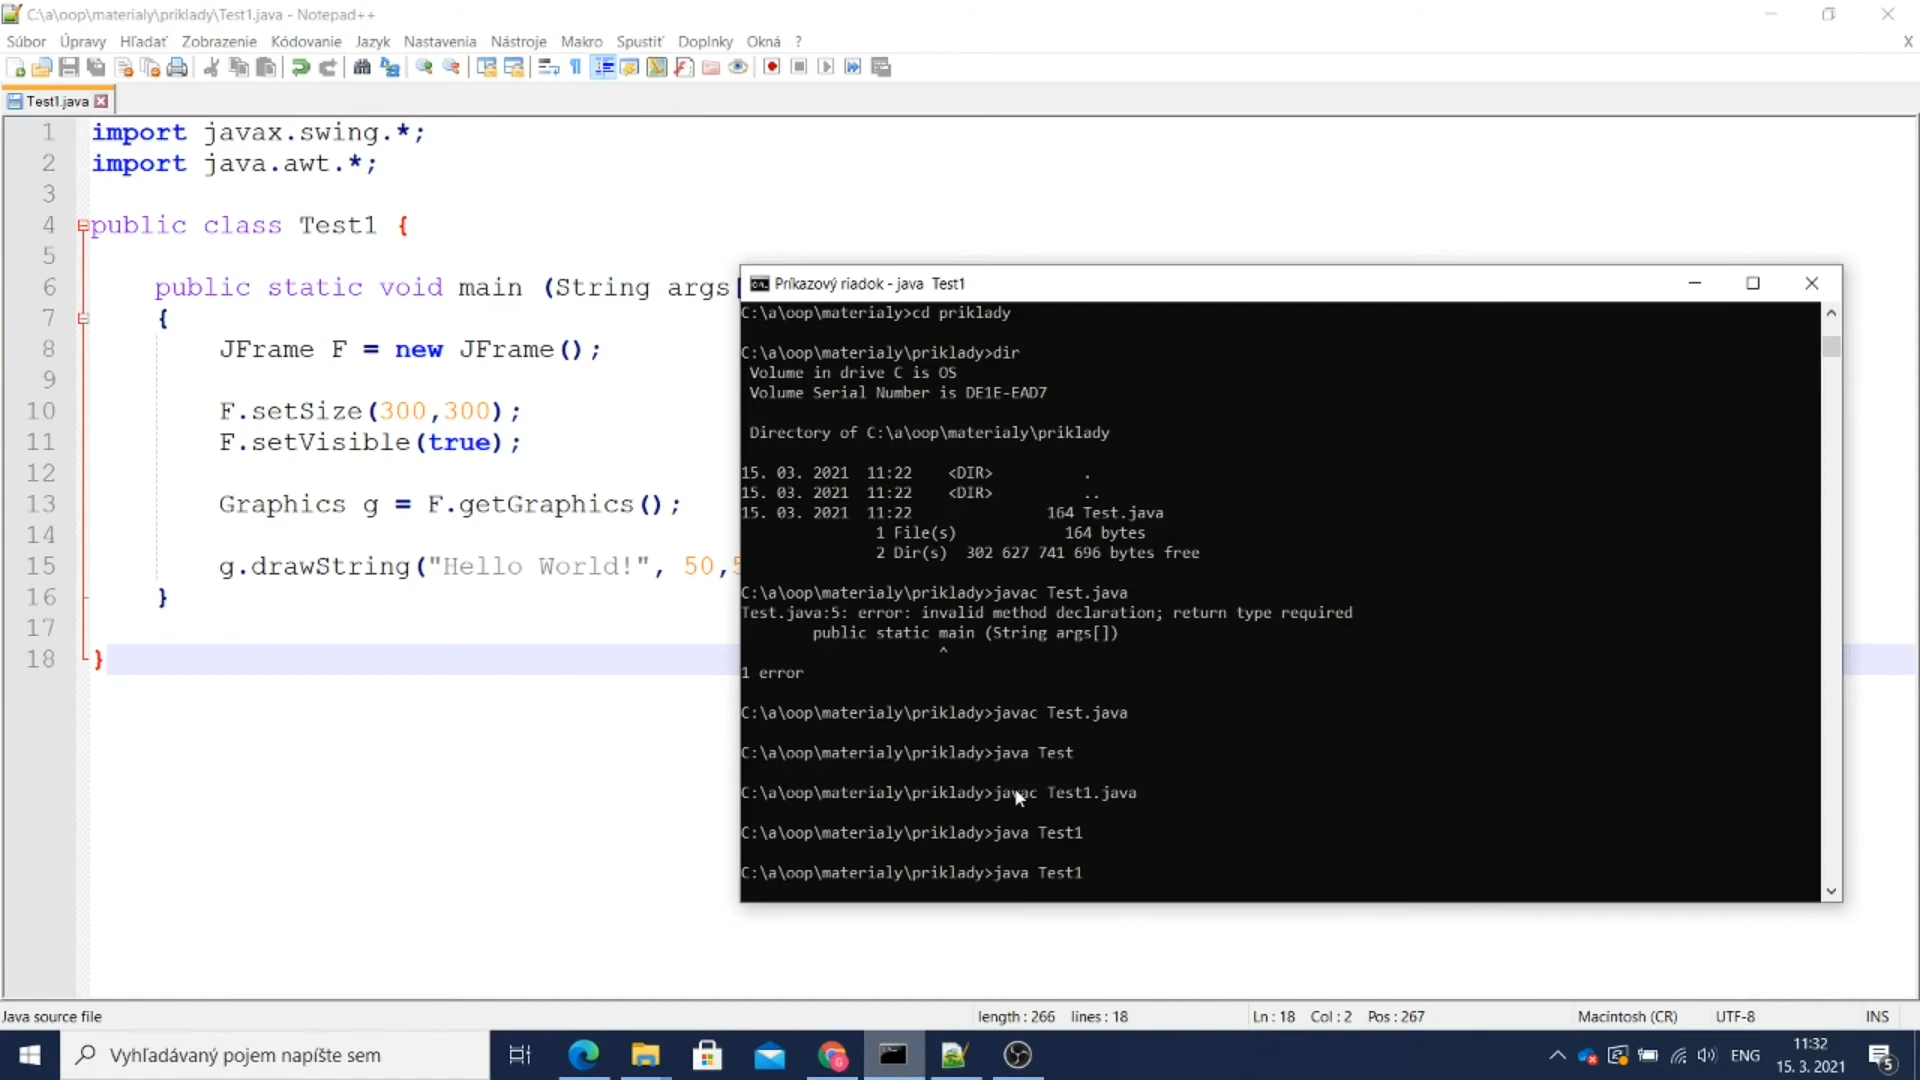 C:\a\oop\materialy\priklady\Test1.java - Notepad++
Súbor Úpravy Hľadať Zobrazenie Kódovanie Jazyk Nastavenia Nástroje Makro Spustiť Doplnky Okná ? X
Test1.java
1 import javax.swing.*;
2 import java.awt.*;
3
4 public class Test1 {
5
6 public static void main (String args[
7 {
8 JFrame F = new JFrame();
9
10 F.setSize(300,300);
11 F.setVisible(true);
12
13 Graphics g = F.getGraphics();
14
15 g.drawString("Hello World!", 50,5
16 }
17
18 }
Príkazový riadok - java Test1
C:\a\oop\materialy>cd priklady
C:\a\oop\materialy\priklady>dir
Volume in drive C is OS
Volume Serial Number is DE1E-EAD7
Directory of C:\a\oop\materialy\priklady
15. 03. 2021 11:22 <DIR> .
15. 03. 2021 11:22 <DIR> ..
15. 03. 2021 11:22 164 Test.java
1 File(s) 164 bytes
2 Dir(s) 302 627 741 696 bytes free
C:\a\oop\materialy\priklady>javac Test.java
Test.java:5: error: invalid method declaration; return type required
public static main (String args[])
^
1 error
C:\a\oop\materialy\priklady>javac Test.java
C:\a\oop\materialy\priklady>java Test
C:\a\oop\materialy\priklady>javac Test1.java
C:\a\oop\materialy\priklady>java Test1
C:\a\oop\materialy\priklady>java Test1
Java source file length : 266 lines : 18 Ln : 18 Col : 2 Pos : 267 Macintosh (CR) UTF-8 INS
Vyhľadávaný pojem napíšte sem
ENG
11:32
15. 3. 2021
5